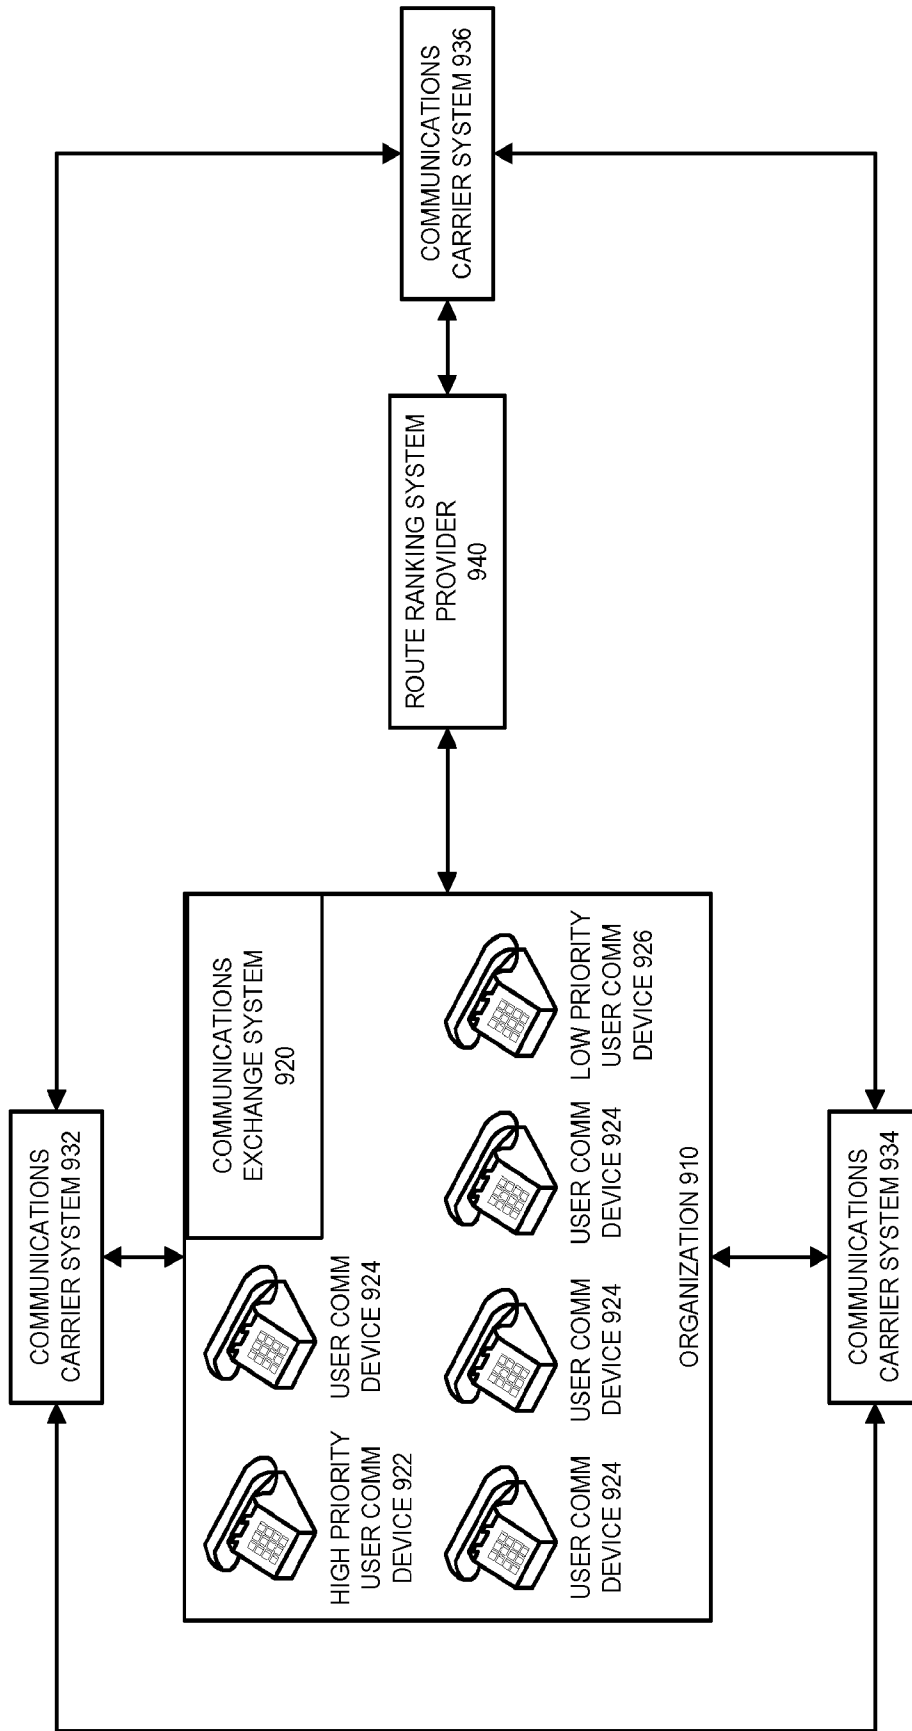 COMMUNICATIONS
CARRIER SYSTEM 932
HIGH PRIORITY
USER COMM
DEVICE 922
USER COMM
DEVICE 924
COMMUNICATIONS
EXCHANGE SYSTEM
920
USER COMM
DEVICE 924
USER COMM
DEVICE 924
USER COMM
DEVICE 924
LOW PRIORITY
USER COMM
DEVICE 926
ORGANIZATION 910
ROUTE RANKING SYSTEM
PROVIDER
940
COMMUNICATIONS
CARRIER SYSTEM 936
COMMUNICATIONS
CARRIER SYSTEM 934